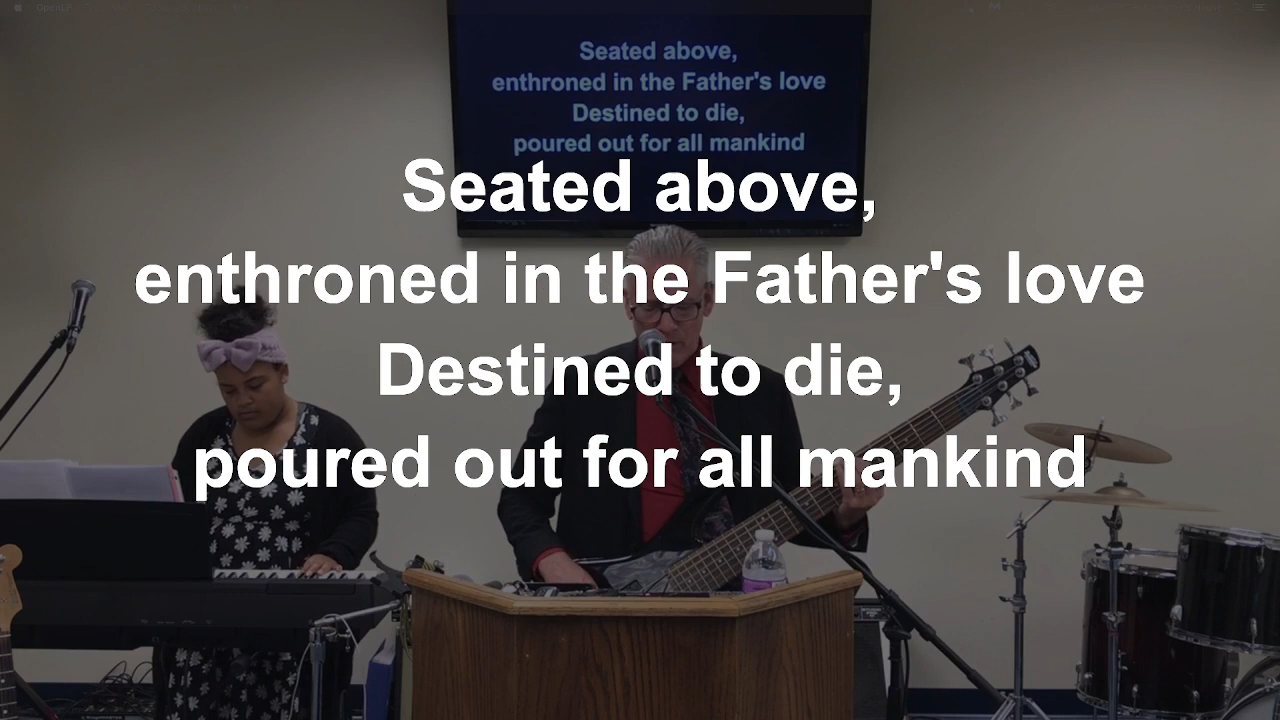 Seated above,
enthroned in the Father's love
Destined to die,
poured out for all mankind
Seated above,
enthroned in the Father's love
Destined to die,
poured out for all mankind